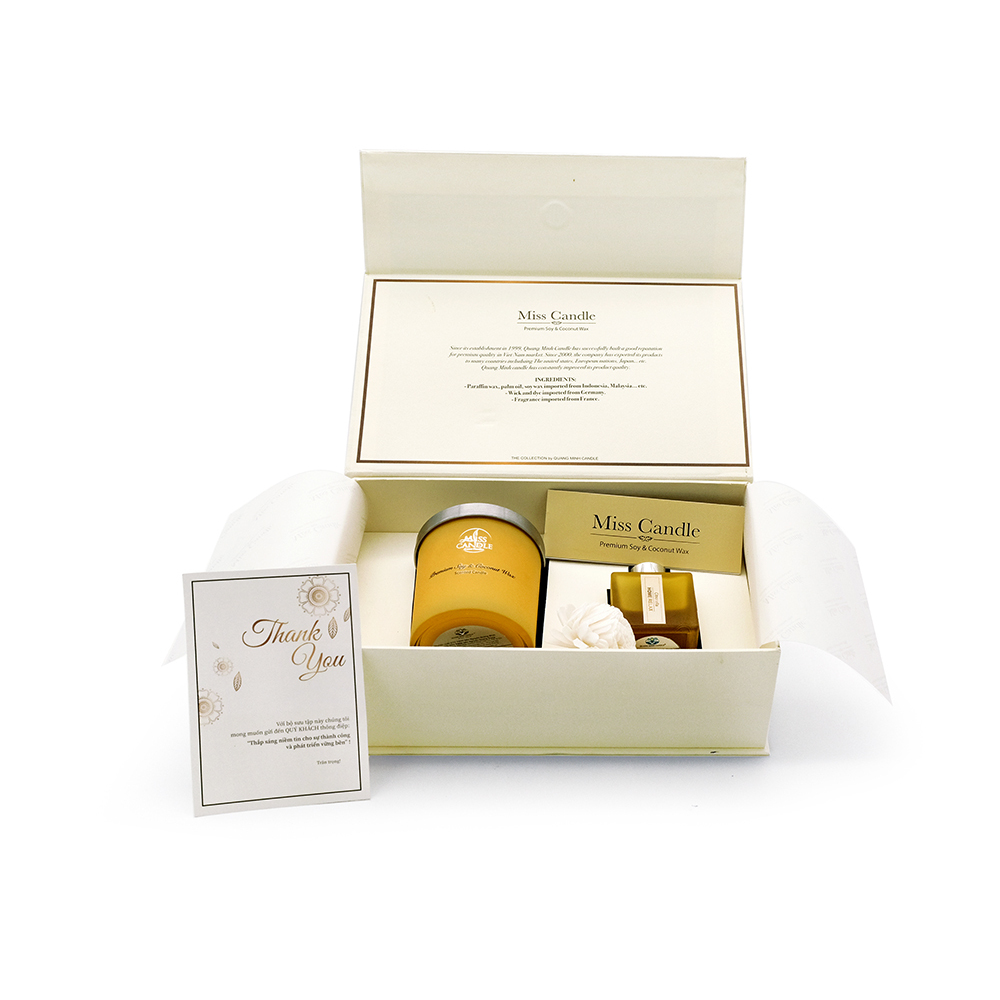 Miss Candle
Premium Soy & Coconut Wax
Since its establishment in 1999, Quang Minh Candle has sucessfully built a good reputation
for premium quality in Viet Nam market. Since 2000, the company has exported its products
to many countries including The united states, European nations, Japan,...etc.
Quang Minh candle has constantly improved its product quality.
INGREDIENTS:
- Paraffin wax, palm oil, soy wax imported from Indonesia, Malaysia....etc.
- Wick and dye imported from Germany.
- Fragrance imported from France.
THE COLLECTION by QUANG MINH CANDLE
Miss Candle
Premium Soy & Coconut Wax
MISS
CANDLE
Premium Soy & Coconut Wax
Scented Candle
Thank
You
Với bộ sưu tập này chúng tôi
mong muốn gửi đến QUÝ KHÁCH thông điệp:
"Thắp sáng niềm tin cho sự thành công
và phát triển vững bền" !
Trân trọng!